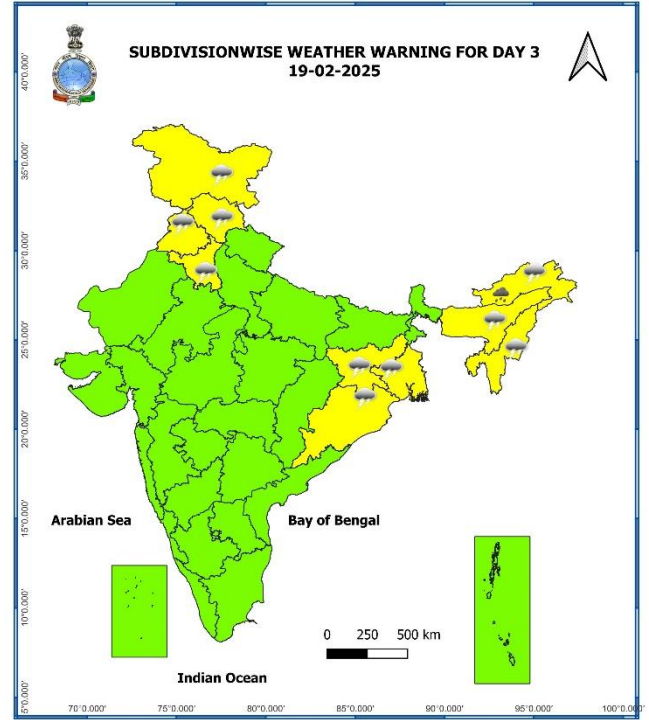 SUBDIVISIONWISE WEATHER WARNING FOR DAY 3
19-02-2025
40°0.000'
35°0.000'
30°0.000'
25°0.000'
20°0.000'
15°0.000'
10°0.000'
5°0.000'
Arabian Sea
Bay of Bengal
0 250 500 km
Indian Ocean
70°0.000' 75°0.000' 80°0.000' 85°0.000' 90°0.000' 95°0.000' 100°0.000'